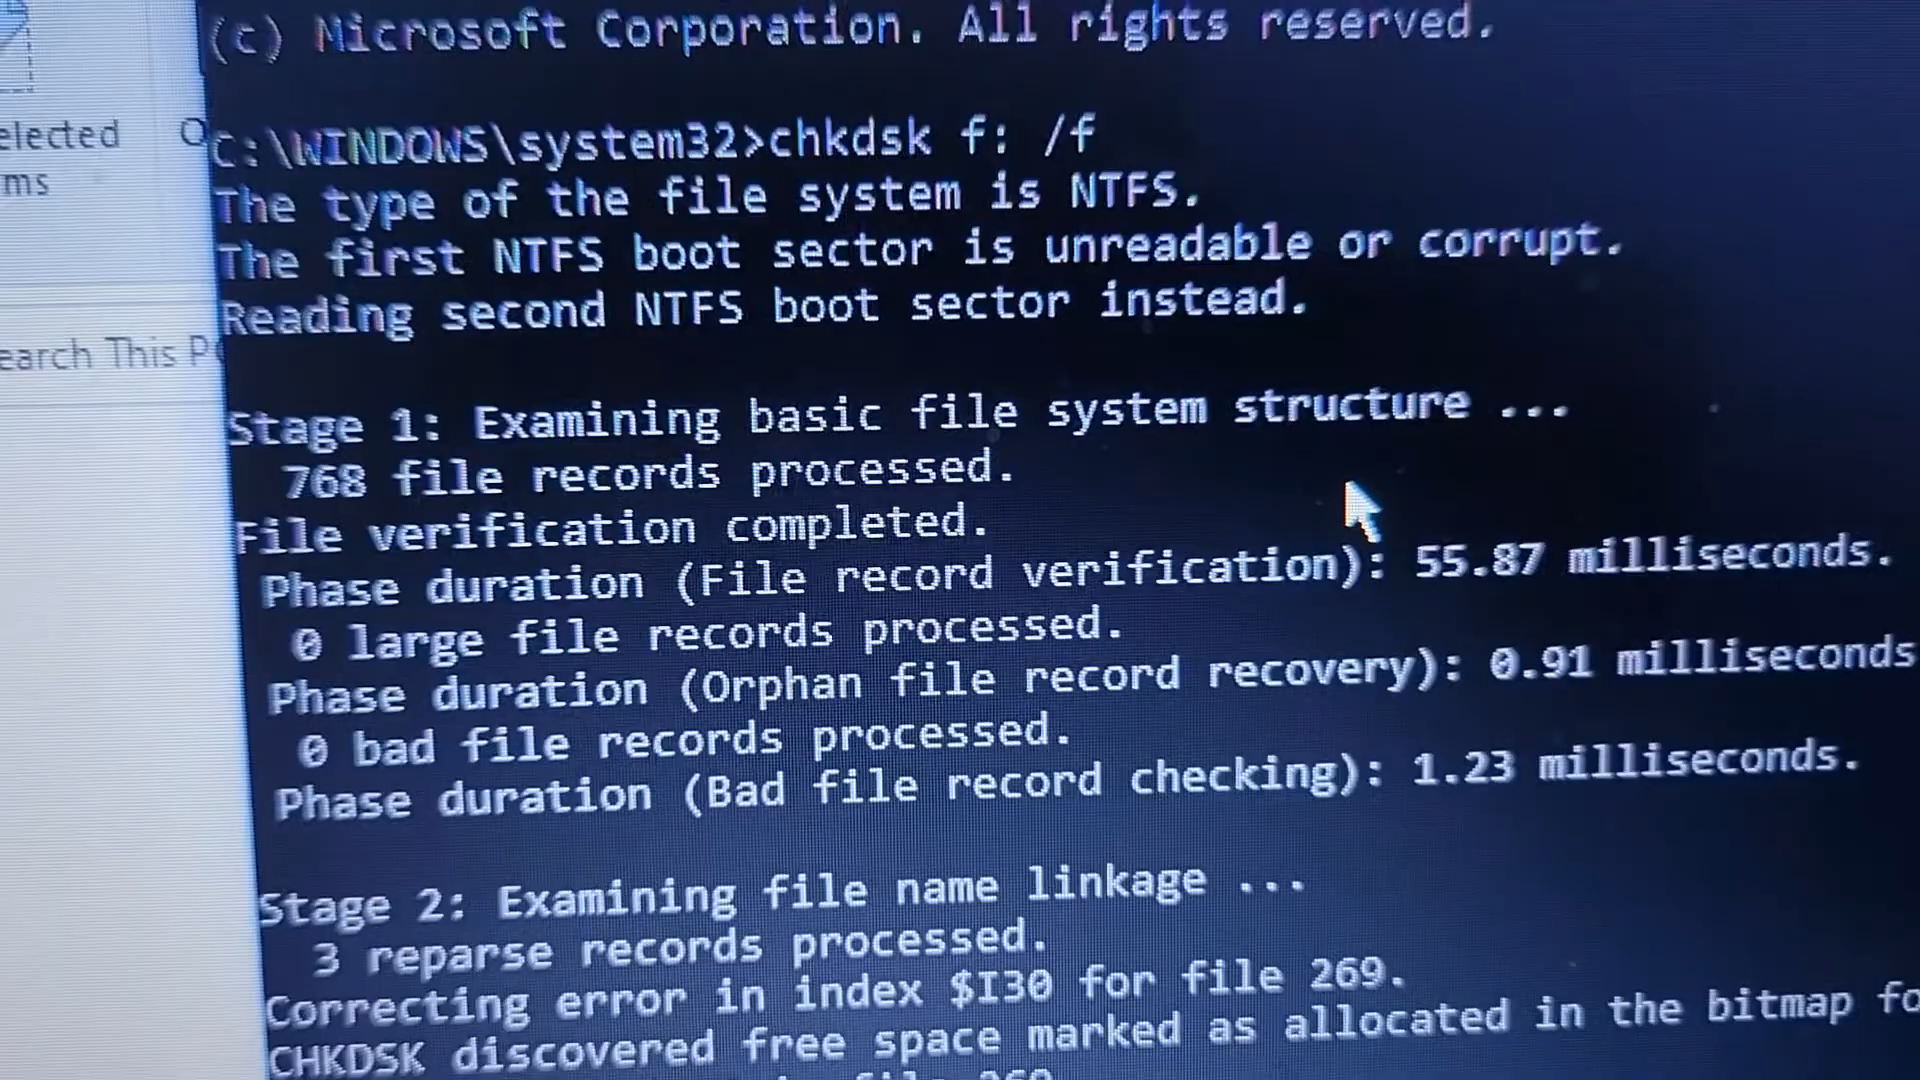 (c) Microsoft Corporation. All rights reserved.
elected
ms
C:\WINDOWS\system32>chkdsk f: /f
The type of the file system is NTFS.
The first NTFS boot sector is unreadable or corrupt.
Reading second NTFS boot sector instead.
earch This P
Stage 1: Examining basic file system structure ...
768 file records processed.
File verification completed.
Phase duration (File record verification): 55.87 milliseconds.
0 large file records processed.
Phase duration (Orphan file record recovery): 0.91 milliseconds
0 bad file records processed.
Phase duration (Bad file record checking): 1.23 milliseconds.
Stage 2: Examining file name linkage ...
3 reparse records processed.
Correcting error in index $I30 for file 269.
CHKDSK discovered free space marked as allocated in the bitmap fo